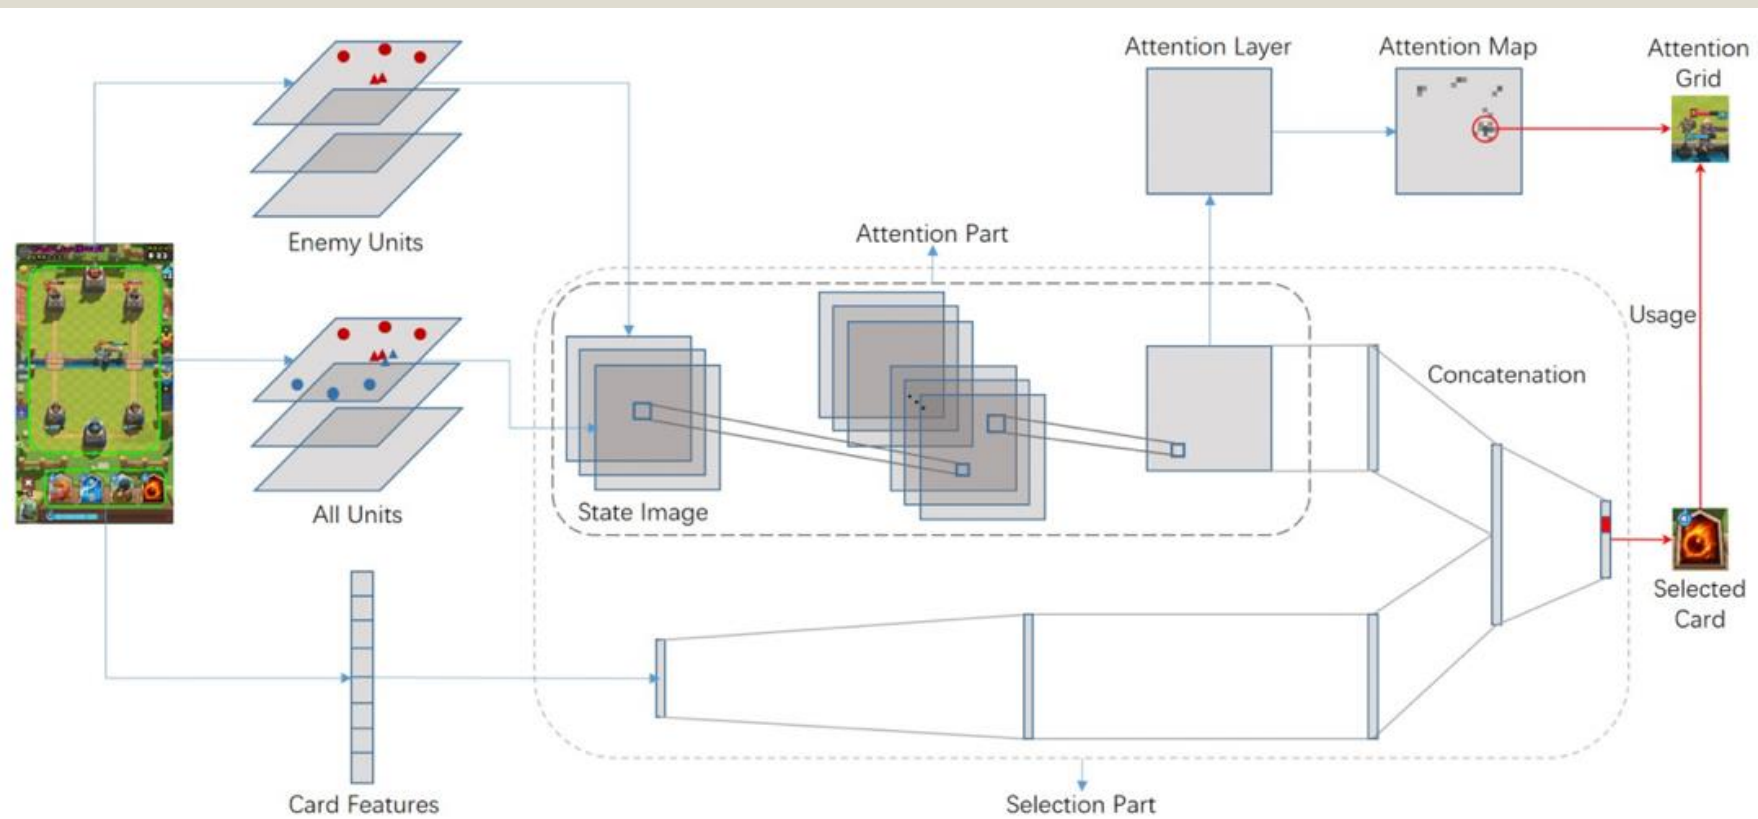 Attention Layer
Attention Map
Attention
Grid
Enemy Units
Attention Part
Usage
Concatenation
All Units
State Image
Selected
Card
Card Features
Selection Part